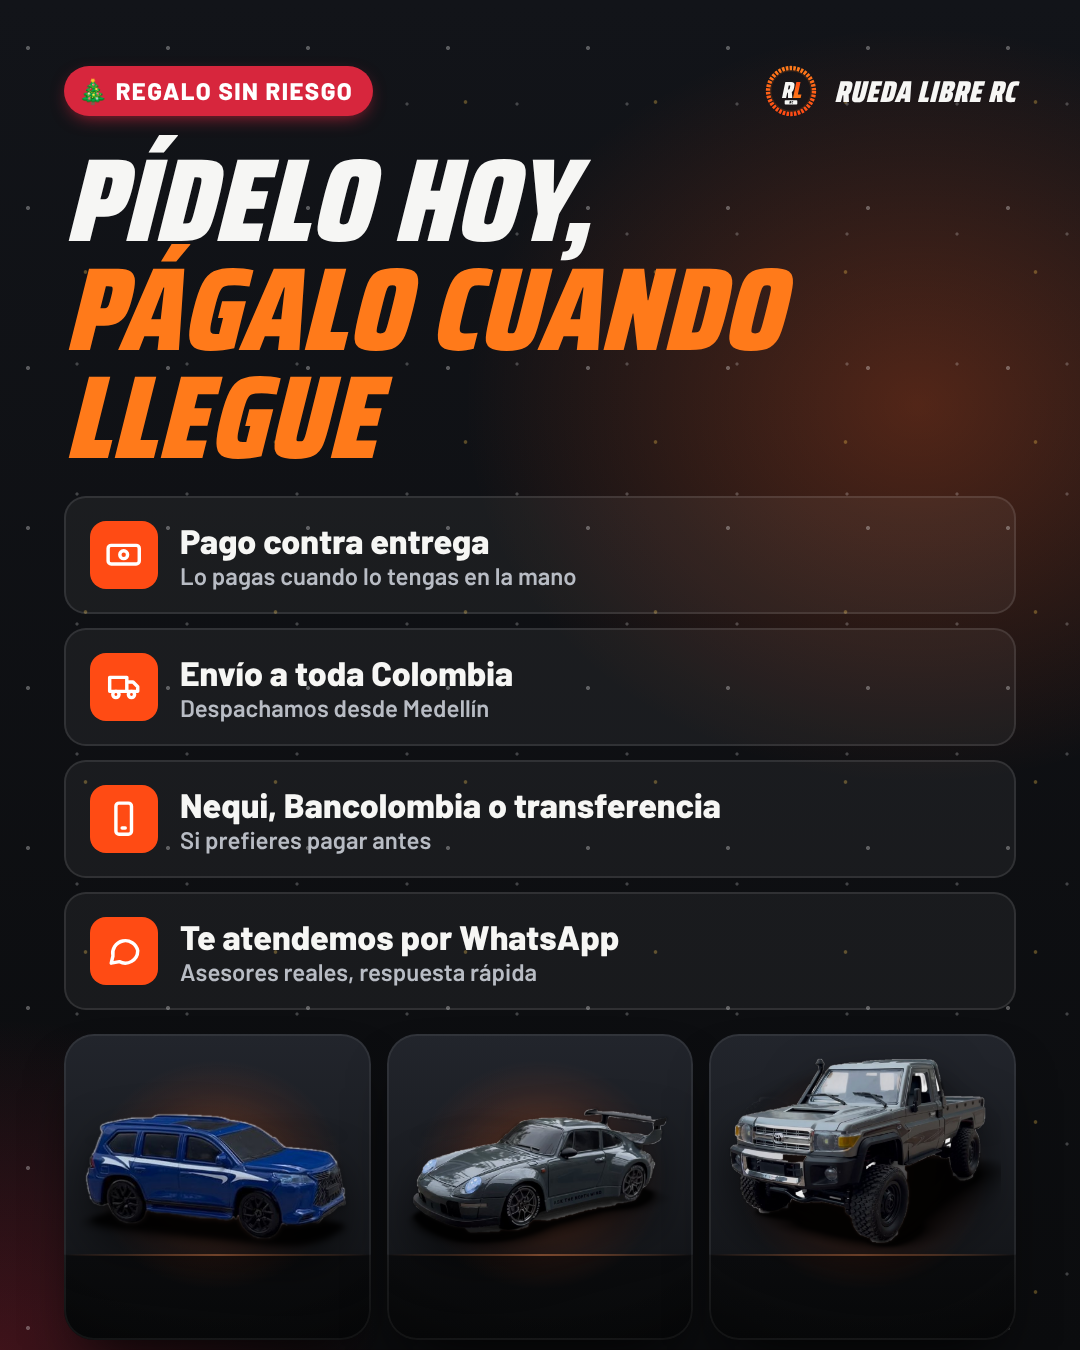 🎄 REGALO SIN RIESGO
RL
RUEDA LIBRE RC
PÍDELO HOY,
PÁGALO CUANDO
LLEGUE
Pago contra entrega
Lo pagas cuando lo tengas en la mano
Envío a toda Colombia
Despachamos desde Medellín
Nequi, Bancolombia o transferencia
Si prefieres pagar antes
Te atendemos por WhatsApp
Asesores reales, respuesta rápida